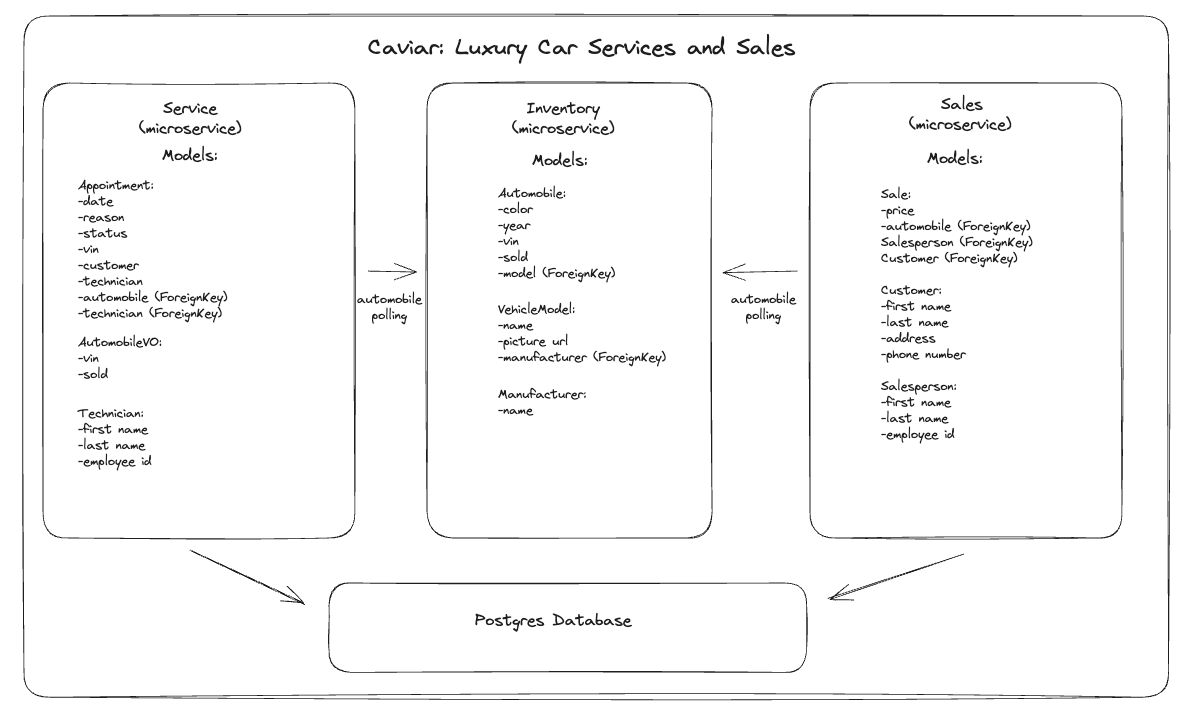 Caviar: Luxury Car Services and Sales
Service
(microservice)
Models:
Appointment:
-date
-reason
-status
-vin
-customer
-technician
-automobile (ForeignKey)
-technician (ForeignKey)
AutomobileVO:
-vin
-sold
Technician:
-first name
-last name
-employee id
automobile
polling
Inventory
(microservice)
Models:
Automobile:
-color
-year
-vin
-sold
-model (ForeignKey)
VehicleModel:
-name
-picture url
-manufacturer (ForeignKey)
Manufacturer:
-name
automobile
polling
Sales
(microservice)
Models:
Sale:
-price
-automobile (ForeignKey)
Salesperson (ForeignKey)
Customer (ForeignKey)
Customer:
-first name
-last name
-address
-phone number
Salesperson:
-first name
-last name
-employee id
Postgres Database